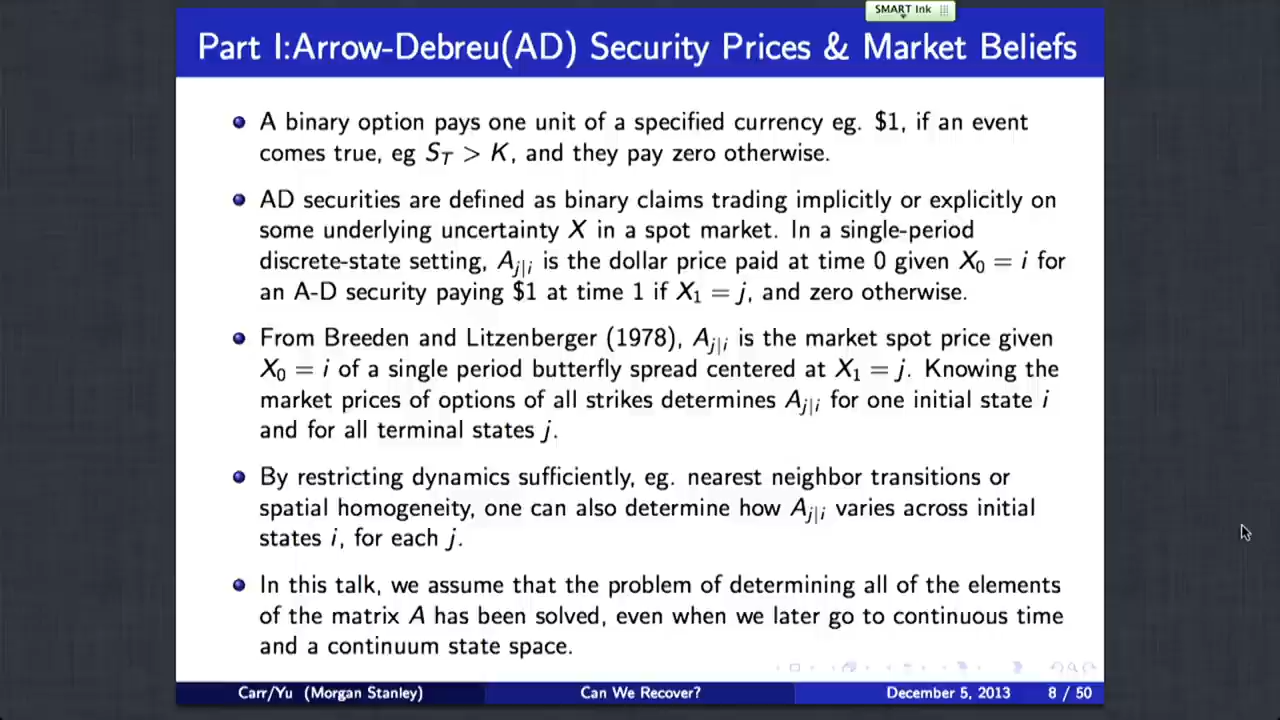 SMART Ink
Part I:Arrow-Debreu(AD) Security Prices & Market Beliefs
A binary option pays one unit of a specified currency eg. $1, if an event
comes true, eg S_T > K, and they pay zero otherwise.
AD securities are defined as binary claims trading implicitly or explicitly on
some underlying uncertainty X in a spot market. In a single-period
discrete-state setting, A_{j|i} is the dollar price paid at time 0 given X_0 = i for
an A-D security paying $1 at time 1 if X_1 = j, and zero otherwise.
From Breeden and Litzenberger (1978), A_{j|i} is the market spot price given
X_0 = i of a single period butterfly spread centered at X_1 = j. Knowing the
market prices of options of all strikes determines A_{j|i} for one initial state i
and for all terminal states j.
By restricting dynamics sufficiently, eg. nearest neighbor transitions or
spatial homogeneity, one can also determine how A_{j|i} varies across initial
states i, for each j.
In this talk, we assume that the problem of determining all of the elements
of the matrix A has been solved, even when we later go to continuous time
and a continuum state space.
Carr/Yu (Morgan Stanley) Can We Recover? December 5, 2013 8 / 50